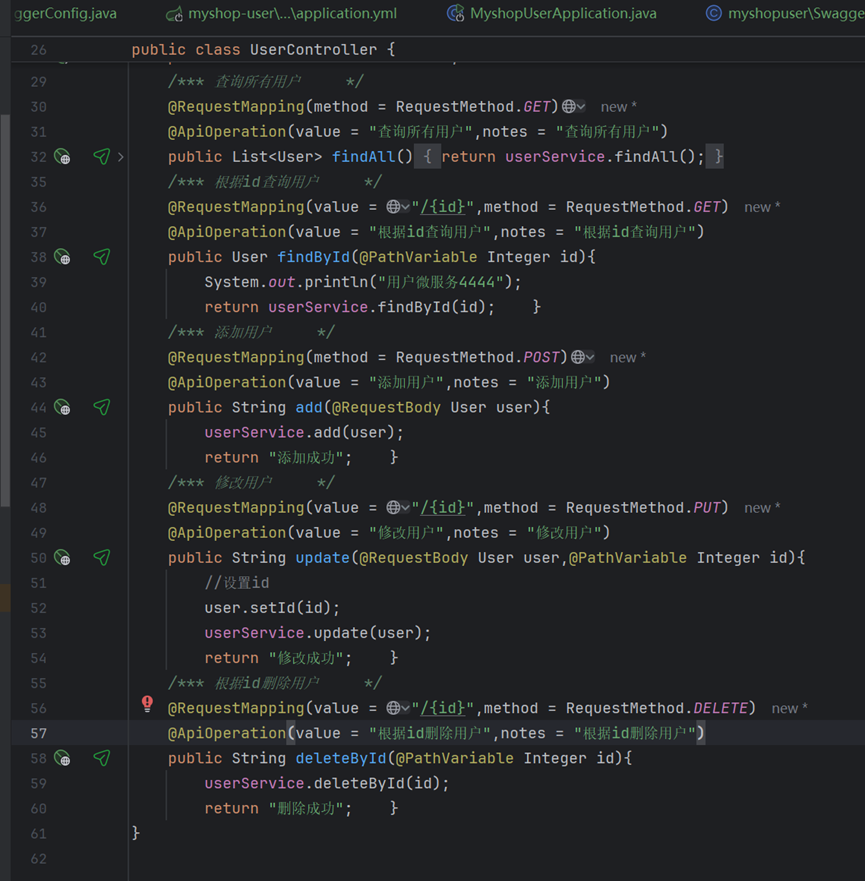 ggerConfig.java myshop-user\...\application.yml MyshopUserApplication.java myshopuser\Swagge
26 public class UserController {
29 /*** 查询所有用户 */
30 @RequestMapping(method = RequestMethod.GET) new *
31 @ApiOperation(value = "查询所有用户",notes = "查询所有用户")
32 public List<User> findAll() { return userService.findAll(); }
35 /*** 根据id查询用户 */
36 @RequestMapping(value = "/{id}",method = RequestMethod.GET) new *
37 @ApiOperation(value = "根据id查询用户",notes = "根据id查询用户")
38 public User findById(@PathVariable Integer id){
39 System.out.println("用户微服务4444");
40 return userService.findById(id); }
41 /*** 添加用户 */
42 @RequestMapping(method = RequestMethod.POST) new *
43 @ApiOperation(value = "添加用户",notes = "添加用户")
44 public String add(@RequestBody User user){
45 userService.add(user);
46 return "添加成功"; }
47 /*** 修改用户 */
48 @RequestMapping(value = "/{id}",method = RequestMethod.PUT) new *
49 @ApiOperation(value = "修改用户",notes = "修改用户")
50 public String update(@RequestBody User user,@PathVariable Integer id){
51 //设置id
52 user.setId(id);
53 userService.update(user);
54 return "修改成功"; }
55 /*** 根据id删除用户 */
56 @RequestMapping(value = "/{id}",method = RequestMethod.DELETE) new *
57 @ApiOperation(value = "根据id删除用户",notes = "根据id删除用户")
58 public String deleteById(@PathVariable Integer id){
59 userService.deleteById(id);
60 return "删除成功"; }
61 }
62